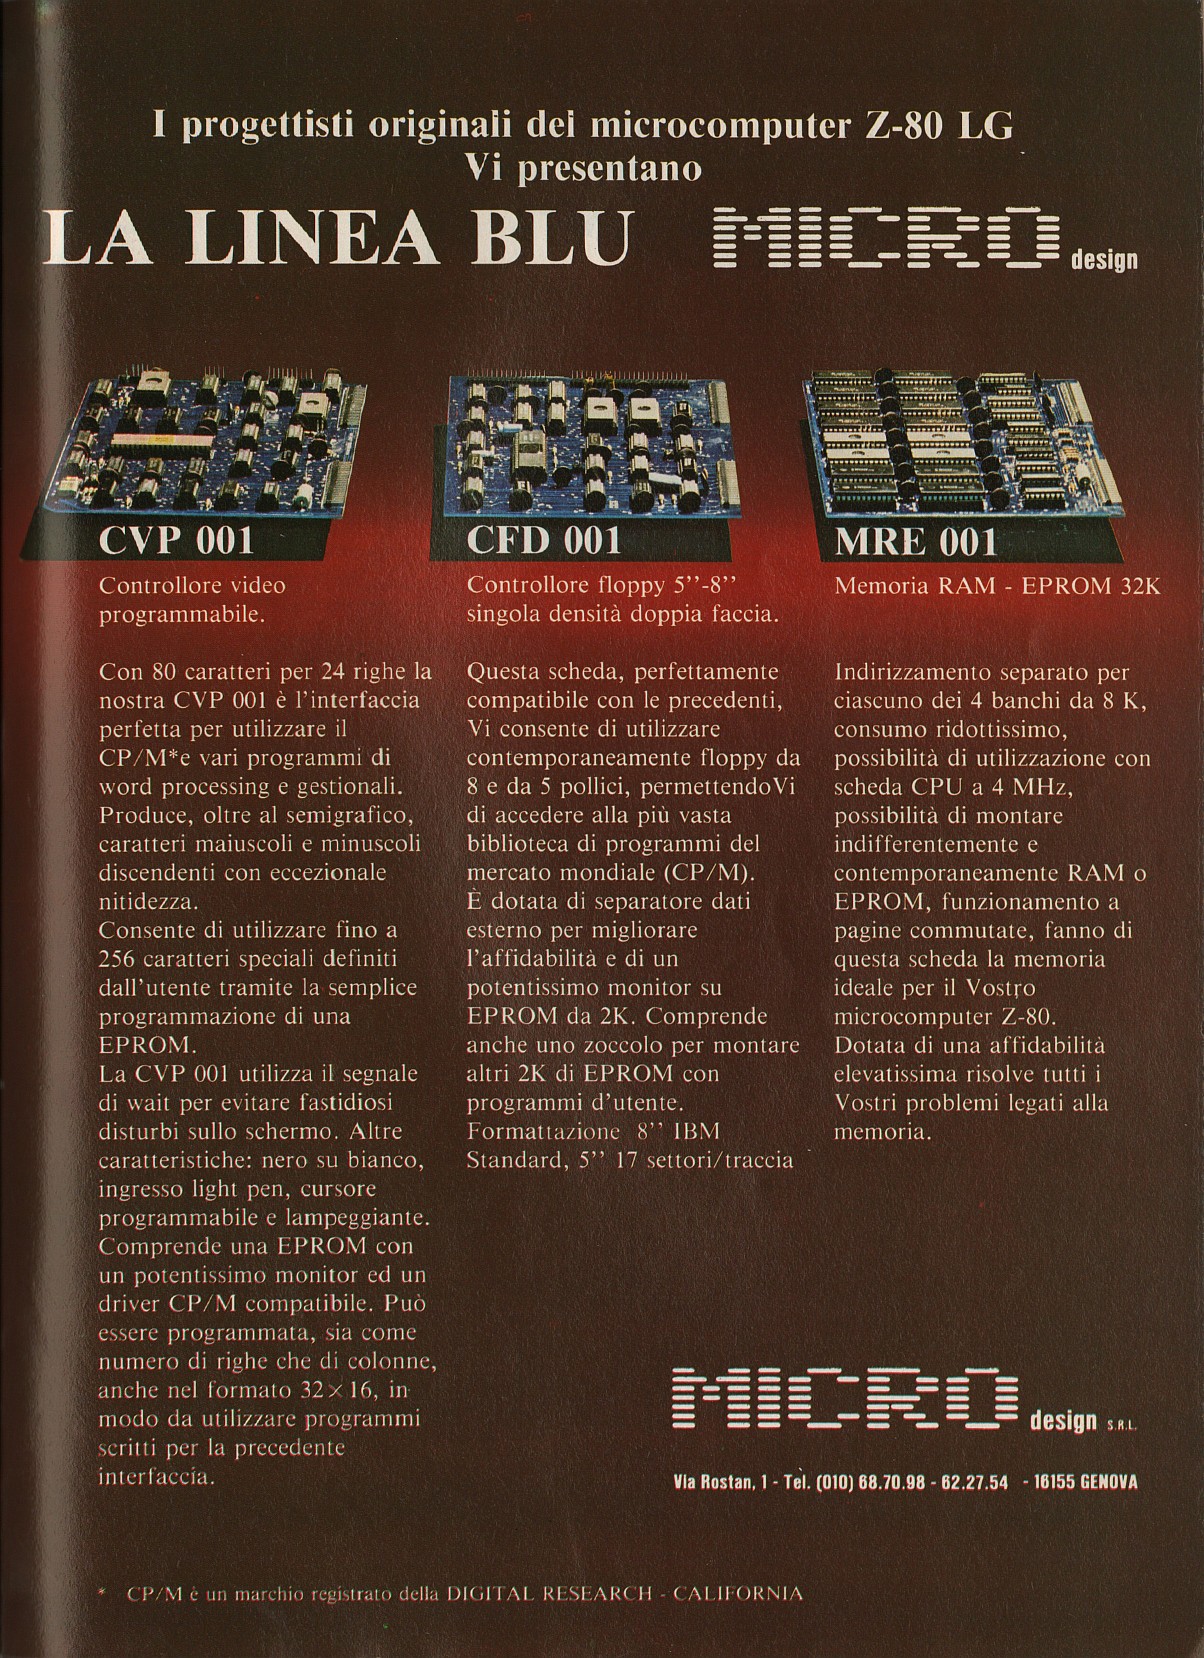 I progettisti originali del microcomputer Z-80 LG
Vi presentano
LA LINEA BLU
MICRO design
CVP 001
Controllore video
programmabile.
Con 80 caratteri per 24 righe la
nostra CVP 001 è l'interfaccia
perfetta per utilizzare il
CP/M*e vari programmi di
word processing e gestionali.
Produce, oltre al semigrafico,
caratteri maiuscoli e minuscoli
discendenti con eccezionale
nitidezza.
Consente di utilizzare fino a
256 caratteri speciali definiti
dall'utente tramite la semplice
programmazione di una
EPROM.
La CVP 001 utilizza il segnale
di wait per evitare fastidiosi
disturbi sullo schermo. Altre
caratteristiche: nero su bianco,
ingresso light pen, cursore
programmabile e lampeggiante.
Comprende una EPROM con
un potentissimo monitor ed un
driver CP/M compatibile. Può
essere programmata, sia come
numero di righe che di colonne,
anche nel formato 32×16, in
modo da utilizzare programmi
scritti per la precedente
interfaccia.
CFD 001
Controllore floppy 5''-8''
singola densità doppia faccia.
Questa scheda, perfettamente
compatibile con le precedenti,
Vi consente di utilizzare
contemporaneamente floppy da
8 e da 5 pollici, permettendoVi
di accedere alla più vasta
biblioteca di programmi del
mercato mondiale (CP/M).
È dotata di separatore dati
esterno per migliorare
l'affidabilità e di un
potentissimo monitor su
EPROM da 2K. Comprende
anche uno zoccolo per montare
altri 2K di EPROM con
programmi d'utente.
Formattazione 8'' IBM
Standard, 5'' 17 settori/traccia
MRE 001
Memoria RAM - EPROM 32K
Indirizzamento separato per
ciascuno dei 4 banchi da 8 K,
consumo ridottissimo,
possibilità di utilizzazione con
scheda CPU a 4 MHz,
possibilità di montare
indifferentemente e
contemporaneamente RAM o
EPROM, funzionamento a
pagine commutate, fanno di
questa scheda la memoria
ideale per il Vostro
microcomputer Z-80.
Dotata di una affidabilità
elevatissima risolve tutti i
Vostri problemi legati alla
memoria.
MICRO design S.R.L.
Via Rostan, 1 - Tel. (010) 68.70.98 - 62.27.54 - 16155 GENOVA
* CP/M è un marchio registrato della DIGITAL RESEARCH - CALIFORNIA